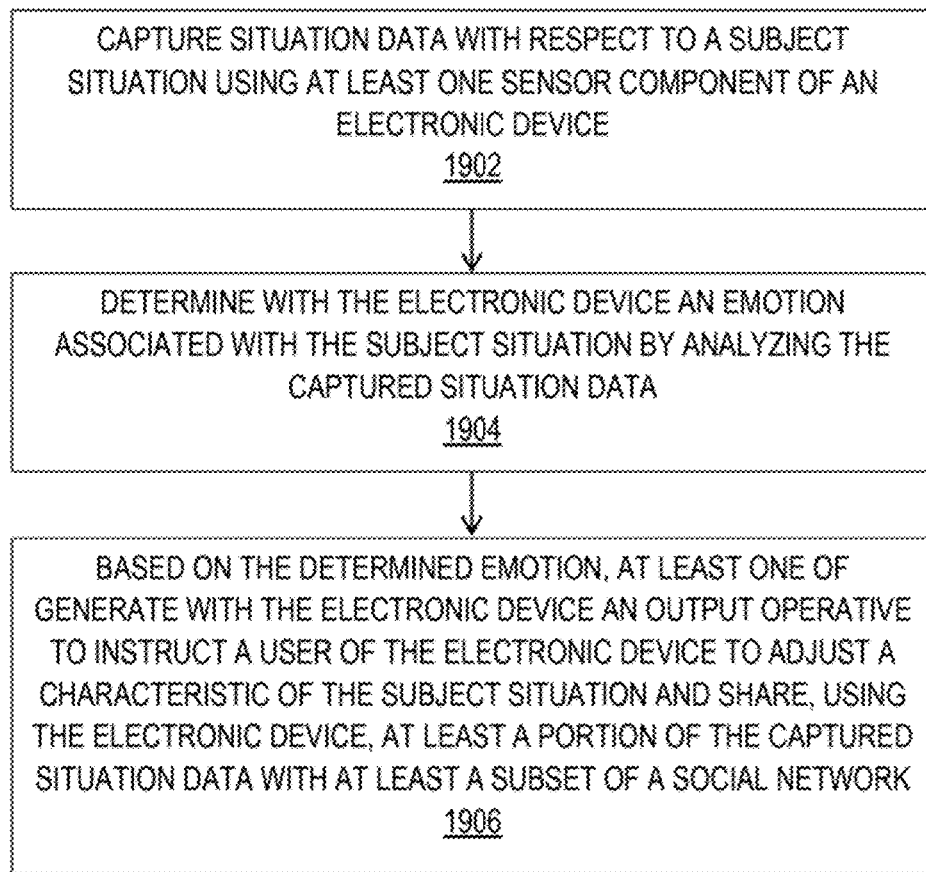 CAPTURE SITUATION DATA WITH RESPECT TO A SUBJECT
SITUATION USING AT LEAST ONE SENSOR COMPONENT OF AN
ELECTRONIC DEVICE
1902
DETERMINE WITH THE ELECTRONIC DEVICE AN EMOTION
ASSOCIATED WITH THE SUBJECT SITUATION BY ANALYZING THE
CAPTURED SITUATION DATA
1904
BASED ON THE DETERMINED EMOTION, AT LEAST ONE OF
GENERATE WITH THE ELECTRONIC DEVICE AN OUTPUT OPERATIVE
TO INSTRUCT A USER OF THE ELECTRONIC DEVICE TO ADJUST A
CHARACTERISTIC OF THE SUBJECT SITUATION AND SHARE, USING
THE ELECTRONIC DEVICE, AT LEAST A PORTION OF THE CAPTURED
SITUATION DATA WITH AT LEAST A SUBSET OF A SOCIAL NETWORK
1906